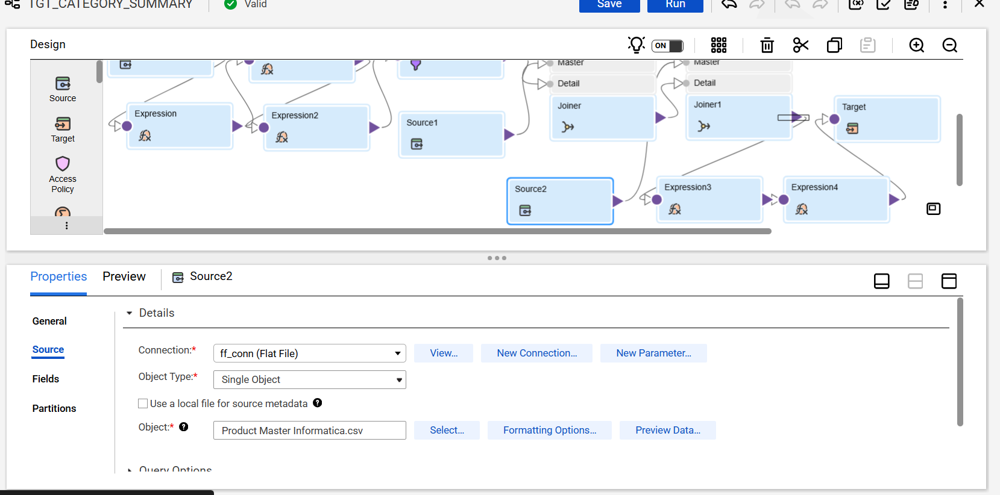 TGT_CATEGORY_SUMMARY
Valid
Save
Run
Design
ON
Source
Target
Access
Policy
Master
Detail
Joiner
Master
Detail
Joiner1
Expression
Expression2
Source1
Target
Source2
Expression3
Expression4
Properties
Preview
Source2
General
Source
Fields
Partitions
Details
Connection:*
ff_conn (Flat File)
View...
New Connection...
New Parameter...
Object Type:*
Single Object
Use a local file for source metadata
Object:*
Product Master Informatica.csv
Select...
Formatting Options...
Preview Data...
Query Options